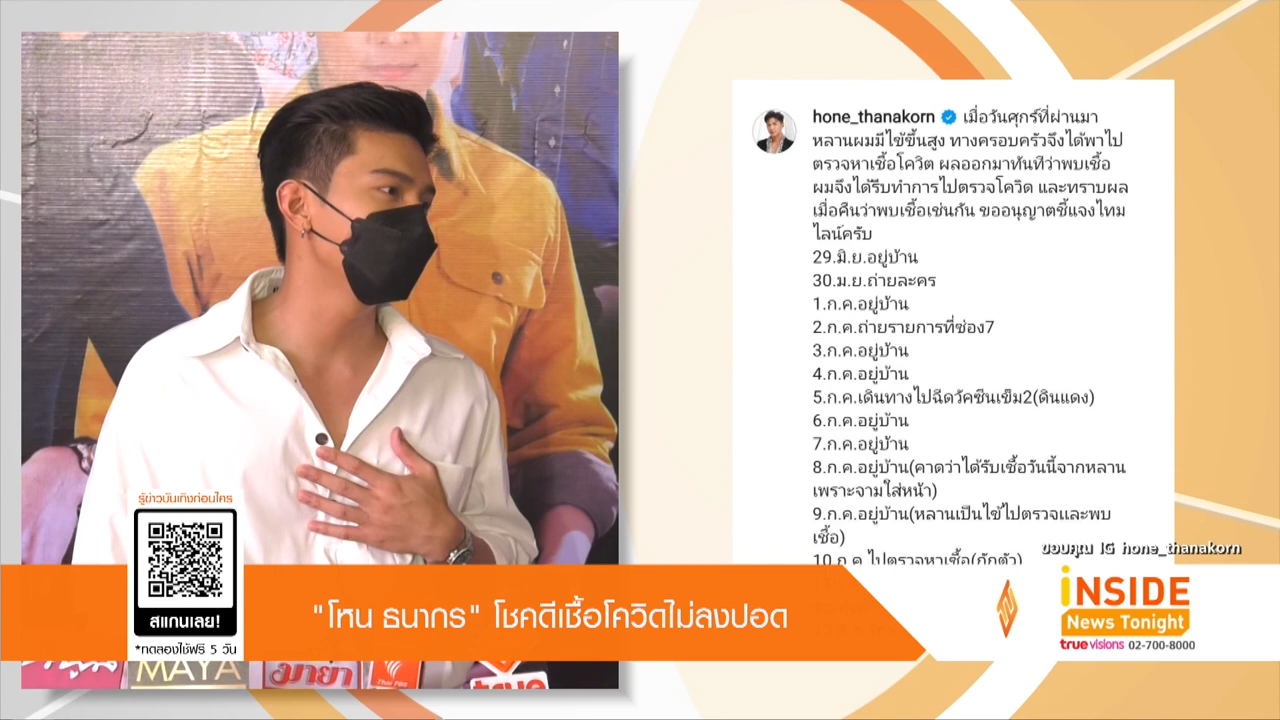 hone_thanakorn เมื่อวันศุกร์ที่ผ่านมา
หลานผมมีไข้ขึ้นสูง ทางครอบครัวจึงได้พาไป
ตรวจหาเชื้อโควิต ผลออกมาทันทีว่าพบเชื้อ
ผมจึงได้รีบทำการไปตรวจโควิด และทราบผล
เมื่อคืนว่าพบเชื้อเช่นกัน ขออนุญาตชี้แจงไทม
ไลน์ครับ
29.มิ.ย.อยู่บ้าน
30.ม.ย.ถ่ายละคร
1.ก.ค.อยู่บ้าน
2.ก.ค.ถ่ายรายการที่ช่อง7
3.ก.ค.อยู่บ้าน
4.ก.ค.อยู่บ้าน
5.ก.ค.เดินทางไปฉีดวัคซีนเข็ม2(ดินแดง)
6.ก.ค.อยู่บ้าน
7.ก.ค.อยู่บ้าน
8.ก.ค.อยู่บ้าน(คาดว่าได้รับเชื้อวันนี้จากหลาน
เพราะจามใส่หน้า)
9.ก.ค.อยู่บ้าน(หลานเป็นไข้ไปตรวจและพบ
เชื้อ)
10.ก.ค.ไปตรวจหาเชื้อ(กักตัว)
ขอบคุณ IG hone_thanakorn
รู้ข่าวบันเทิงก่อนใคร
สแกนเลย!
*ทดลองใช้ฟรี 5 วัน
"โหน ธนากร" โชคดีเชื้อโควิดไม่ลงปอด
iNSIDE
News Tonight
truevisions 02-700-8000
MAYA
มายา
Thai PBS